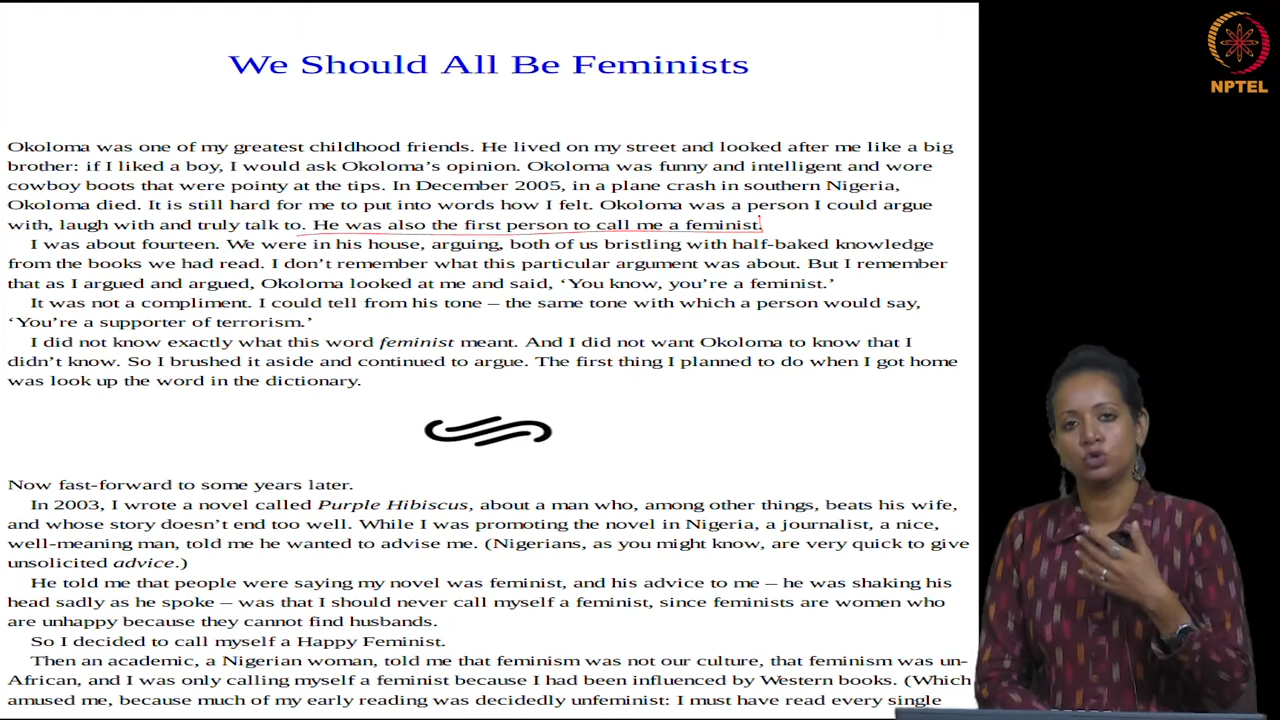 We Should All Be Feminists
NPTEL
Okoloma was one of my greatest childhood friends. He lived on my street and looked after me like a big
brother: if I liked a boy, I would ask Okoloma’s opinion. Okoloma was funny and intelligent and wore
cowboy boots that were pointy at the tips. In December 2005, in a plane crash in southern Nigeria,
Okoloma died. It is still hard for me to put into words how I felt. Okoloma was a person I could argue
with, laugh with and truly talk to. He was also the first person to call me a feminist.
I was about fourteen. We were in his house, arguing, both of us bristling with half-baked knowledge
from the books we had read. I don’t remember what this particular argument was about. But I remember
that as I argued and argued, Okoloma looked at me and said, ‘You know, you’re a feminist.’
It was not a compliment. I could tell from his tone – the same tone with which a person would say,
‘You’re a supporter of terrorism.’
I did not know exactly what this word feminist meant. And I did not want Okoloma to know that I
didn’t know. So I brushed it aside and continued to argue. The first thing I planned to do when I got home
was look up the word in the dictionary.
Now fast-forward to some years later.
In 2003, I wrote a novel called Purple Hibiscus, about a man who, among other things, beats his wife,
and whose story doesn’t end too well. While I was promoting the novel in Nigeria, a journalist, a nice,
well-meaning man, told me he wanted to advise me. (Nigerians, as you might know, are very quick to give
unsolicited advice.)
He told me that people were saying my novel was feminist, and his advice to me – he was shaking his
head sadly as he spoke – was that I should never call myself a feminist, since feminists are women who
are unhappy because they cannot find husbands.
So I decided to call myself a Happy Feminist.
Then an academic, a Nigerian woman, told me that feminism was not our culture, that feminism was un-
African, and I was only calling myself a feminist because I had been influenced by Western books. (Which
amused me, because much of my early reading was decidedly unfeminist: I must have read every single